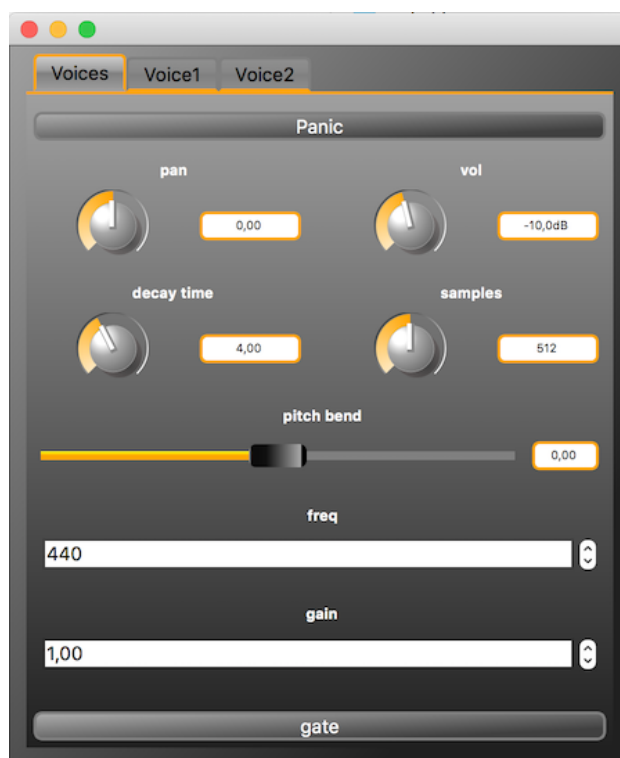 Voices Voice1 Voice2
Panic
pan vol
0,00 -10,0dB
decay time samples
4,00 512
pitch bend
0,00
freq
440
gain
1,00
gate